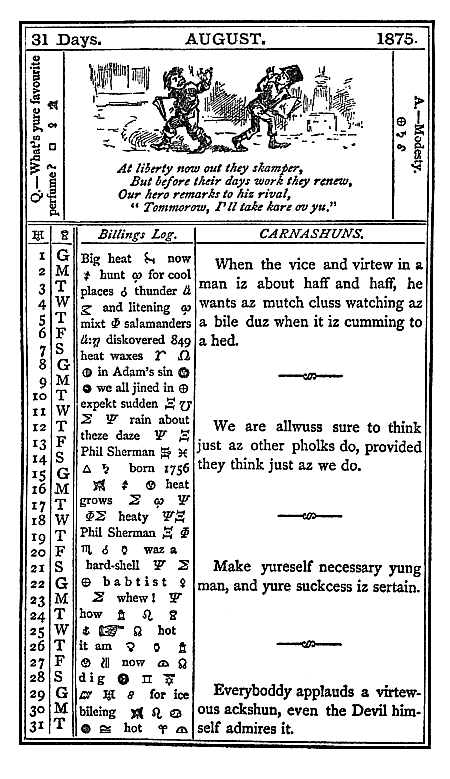 31 Days. AUGUST. 1875.
Q.—What's yure favourite
perfume?
At liberty now out they skamper,
But before their days work they renew,
Our hero remarks to his rival,
“ Tommorow, I'll take kare ov yu.”
A.—Modesty.
Billings Log. CARNASHUNS.
1 G
2 M
3 T
4 W
5 T
6 F
7 S
8 G
9 M
10 T
11 W
12 T
13 F
14 S
15 G
16 M
17 T
18 W
19 T
20 F
21 S
22 G
23 M
24 T
25 W
26 T
27 F
28 S
29 G
30 M
31 T
Big heat now
hunt for cool
places thunder
and litening
mixt salamanders
diskovered 849
heat waxes
in Adam's sin
we all jined in
expekt sudden
rain about
theze daze
Phil Sherman
born 1756
heat
grows
heaty
Phil Sherman
waz a
hard-shell
babtist
whew!
how
hot
it am
now
dig
for ice
bileing
hot
When the vice and virtew in a
man iz about haff and haff, he
wants az mutch cluss watching az
a bile duz when it iz cumming to
a hed.
We are allwuss sure to think
just az other pholks do, provided
they think just az we do.
Make yureself necessary yung
man, and yure suckcess iz sertain.
Everyboddy applauds a virtew-
ous ackshun, even the Devil him-
self admires it.